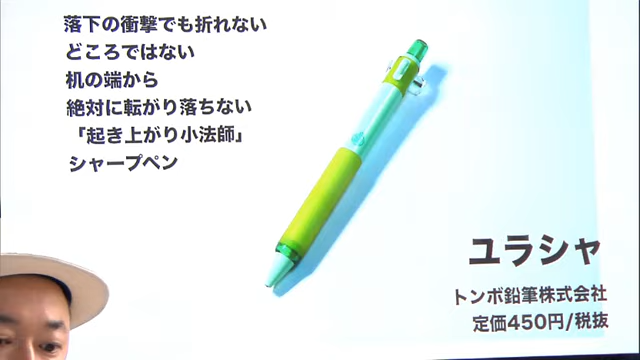 落下の衝撃でも折れない
どころではない
机の端から
絶対に転がり落ちない
「起き上がり小法師」
シャープペン
ユラシャ
トンボ鉛筆株式会社
定価450円/税抜